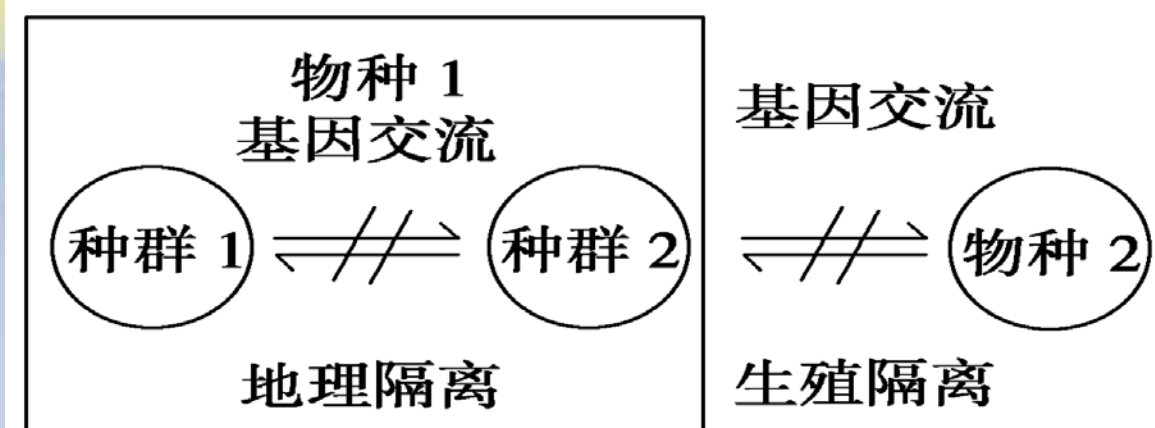 物种 1
基因交流
种群 1
种群 2
地理隔离
基因交流
物种 2
生殖隔离